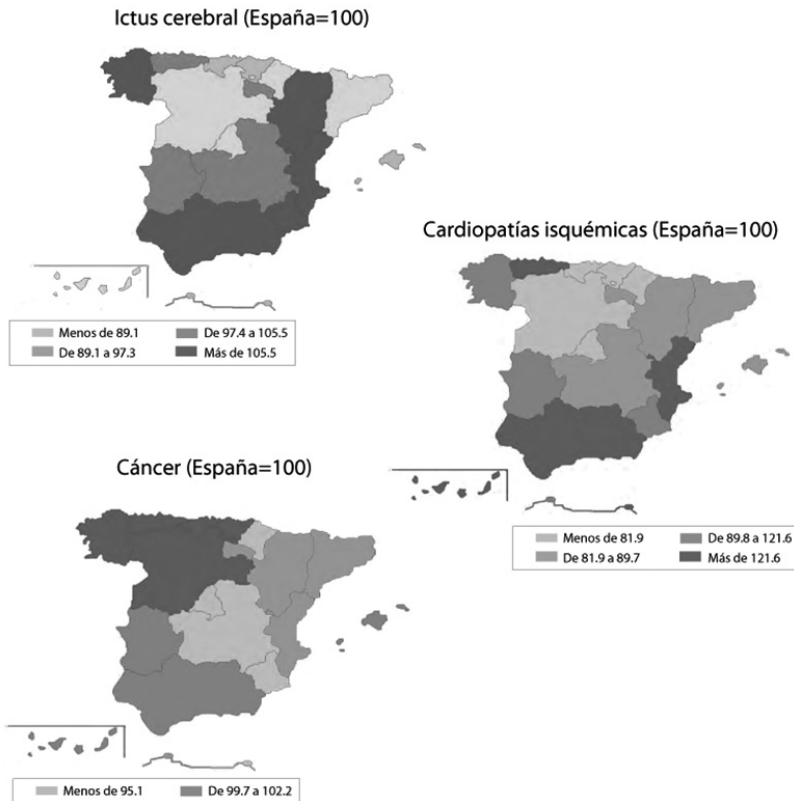 Ictus cerebral (España=100)
Menos de 89.1
De 97.4 a 105.5
De 89.1 a 97.3
Más de 105.5
Cardiopatías isquémicas (España=100)
Menos de 81.9
De 89.8 a 121.6
De 81.9 a 89.7
Más de 121.6
Cáncer (España=100)
Menos de 95.1
De 99.7 a 102.2